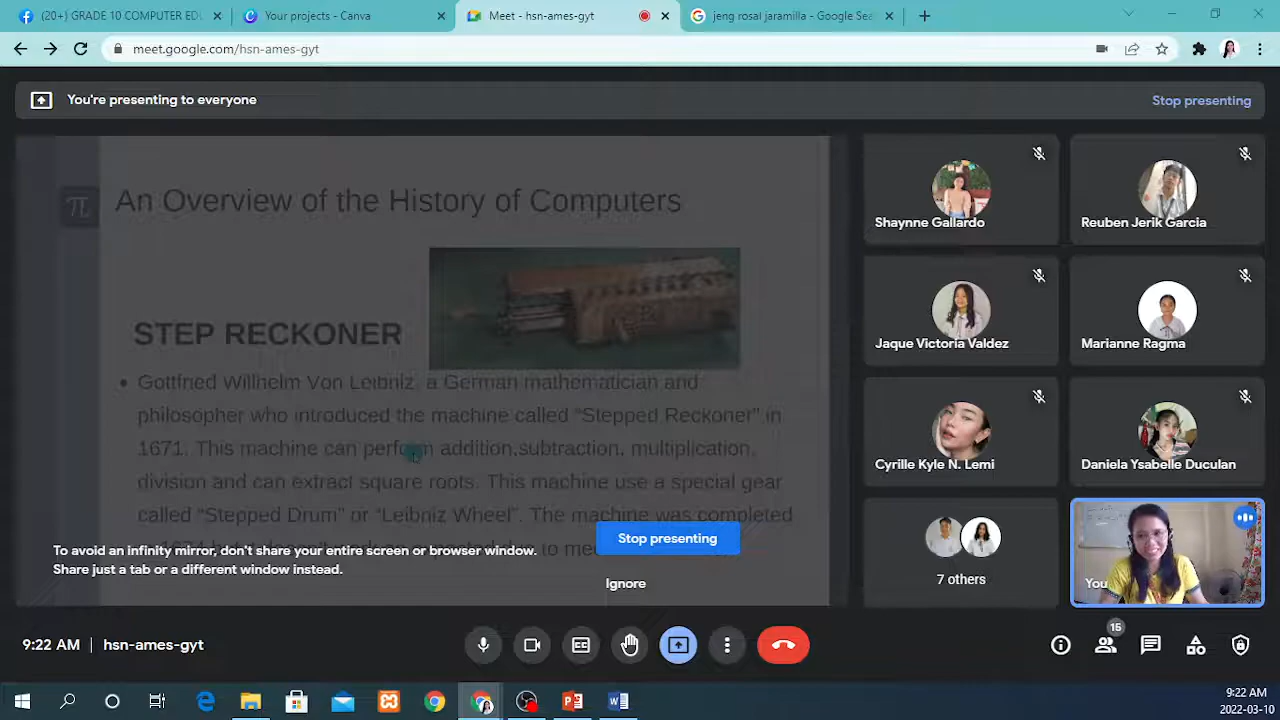 (20+) GRADE 10 COMPUTER EDU
Your projects - Canva
Meet - hsn-ames-gyt
jeng rosal jaramilla - Google Sea
meet.google.com/hsn-ames-gyt
You're presenting to everyone
Stop presenting
π
An Overview of the History of Computers
STEP RECKONER
• Gottfried Willhelm Von Leibniz, a German mathematician and
philosopher who introduced the machine called “Stepped Reckoner” in
1671. This machine can perform addition,subtraction, multiplication,
division and can extract square roots. This machine use a special gear
called “Stepped Drum” or “Leibniz Wheel”. The machine was completed
to
To avoid an infinity mirror, don't share your entire screen or browser window.
Share just a tab or a different window instead.
Stop presenting
Ignore
Shaynne Gallardo
Reuben Jerik Garcia
Jaque Victoria Valdez
Marianne Ragma
Cyrille Kyle N. Lemi
Daniela Ysabelle Duculan
7 others
You
9:22 AM | hsn-ames-gyt
CC
15
9:22 AM
2022-03-10